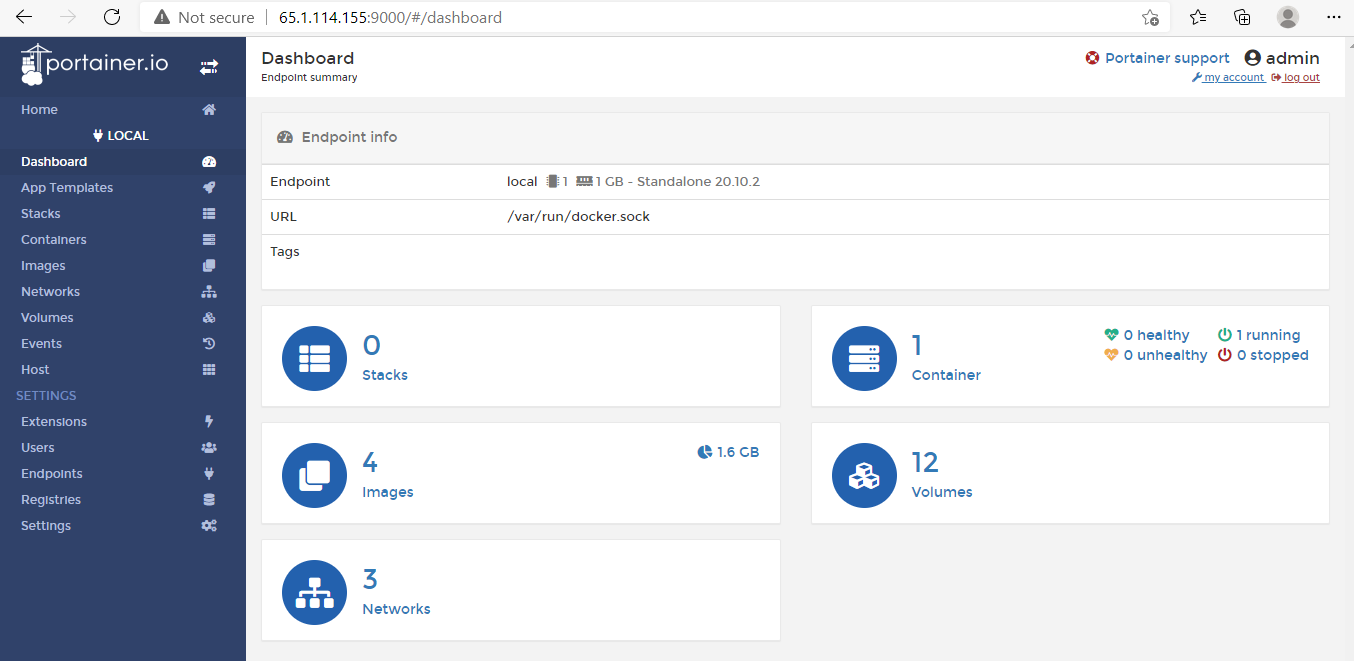 Not secure 65.1.114.155:9000/#/dashboard
portainer.io
Home
LOCAL
Dashboard
App Templates
Stacks
Containers
Images
Networks
Volumes
Events
Host
SETTINGS
Extensions
Users
Endpoints
Registries
Settings
Dashboard
Endpoint summary
Portainer support admin
my account log out
Endpoint info
Endpoint local 1 1 GB - Standalone 20.10.2
URL /var/run/docker.sock
Tags
0
Stacks
1
Container
0 healthy 1 running
0 unhealthy 0 stopped
4
Images
1.6 GB
12
Volumes
3
Networks